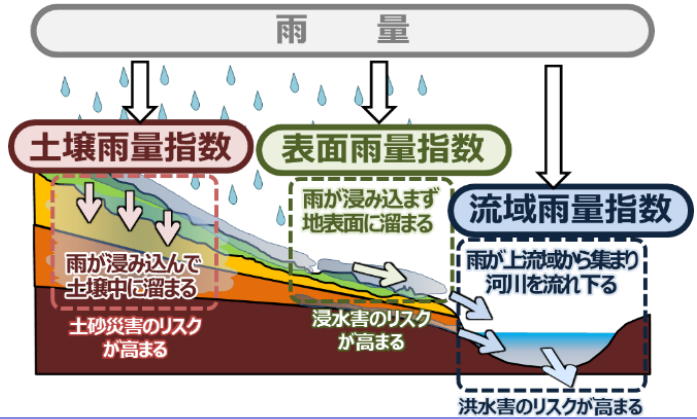 雨　量
土壌雨量指数
表面雨量指数
流域雨量指数
雨が浸み込んで
土壌中に溜まる
土砂災害のリスク
が高まる
雨が浸み込まず
地表面に溜まる
浸水害のリスク
が高まる
雨が上流域から集まり
河川を流れ下る
洪水害のリスクが高まる